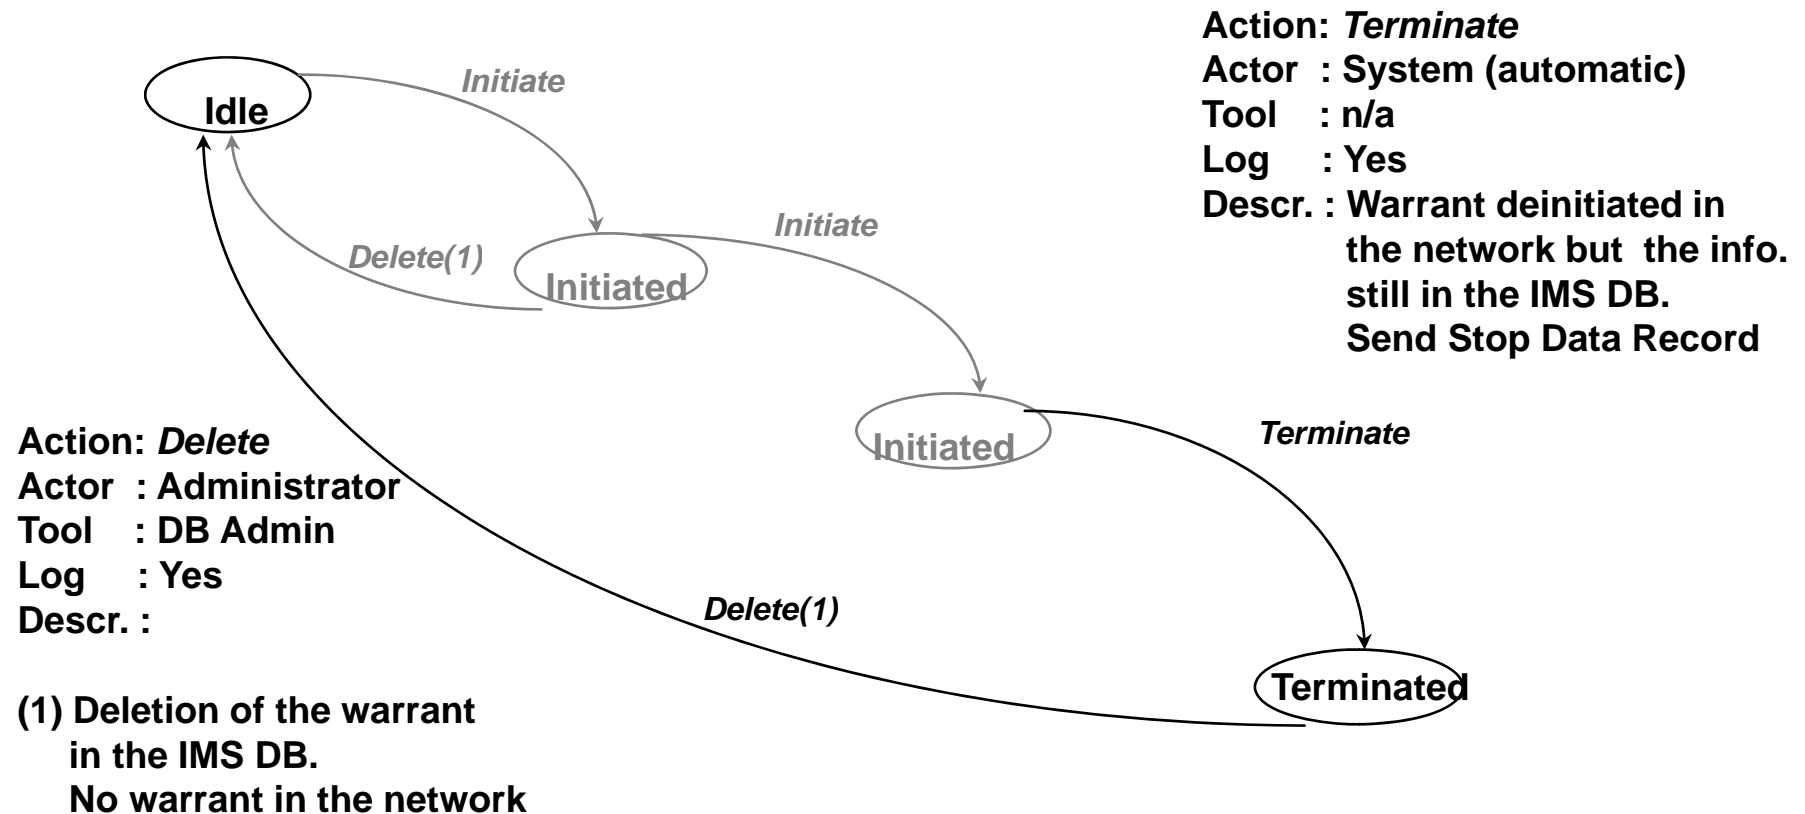 Action: Terminate
Actor : System (automatic)
Tool : n/a
Log : Yes
Descr. : Warrant deinitiated in
the network but the info.
still in the IMS DB.
Send Stop Data Record
Initiate
Idle
Initiate
Delete(1)
Initiated
Terminate
Initiated
Action: Delete
Actor : Administrator
Tool : DB Admin
Log : Yes
Descr. :
Delete(1)
Terminated
(1) Deletion of the warrant
in the IMS DB.
No warrant in the network